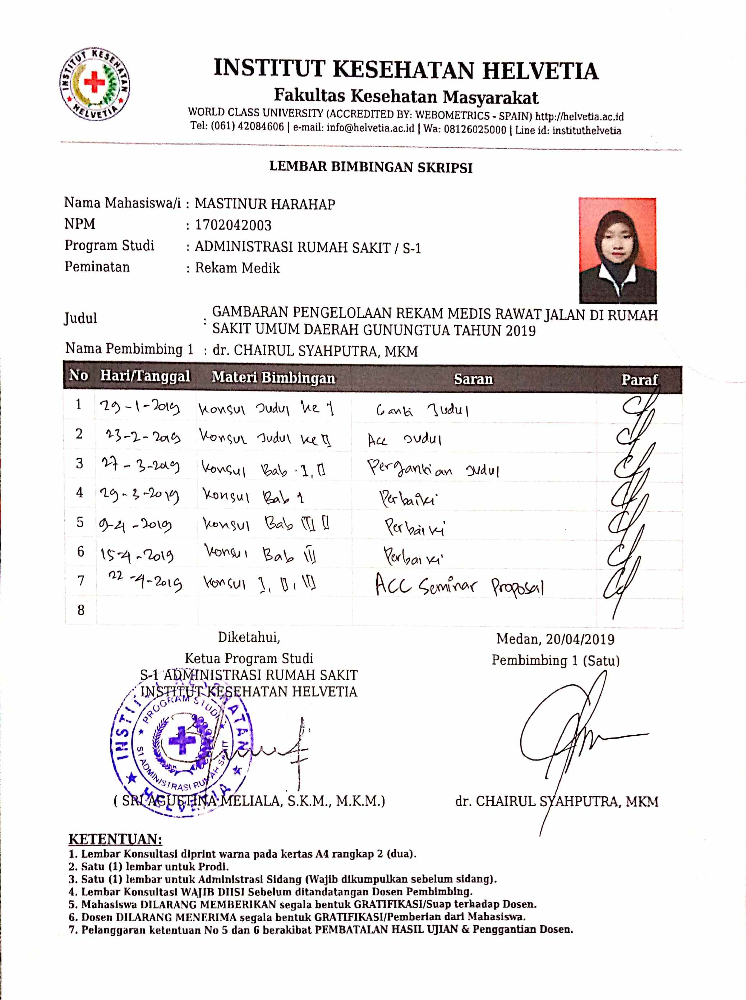 INSTITUT KESEHATAN
HELVETIA
INSTITUT KESEHATAN HELVETIA
Fakultas Kesehatan Masyarakat
WORLD CLASS UNIVERSITY (ACCREDITED BY: WEBOMETRICS - SPAIN) http://helvetia.ac.id
Tel: (061) 42084606 | e-mail: info@helvetia.ac.id | Wa: 08126025000 | Line id: instituthelvetia
LEMBAR BIMBINGAN SKRIPSI
Nama Mahasiswa/i : MASTINUR HARAHAP
NPM : 1702042003
Program Studi : ADMINISTRASI RUMAH SAKIT / S-1
Peminatan : Rekam Medik
Judul : GAMBARAN PENGELOLAAN REKAM MEDIS RAWAT JALAN DI RUMAH
SAKIT UMUM DAERAH GUNUNGTUA TAHUN 2019
Nama Pembimbing 1 : dr. CHAIRUL SYAHPUTRA, MKM
No Hari/Tanggal Materi Bimbingan Saran Paraf
1 29-1-2019 Konsul Judul ke 1 Ganti Judul
2 23-2-2019 Konsul Judul ke II Acc Judul
3 27-3-2019 Konsul Bab . I, II Pergantian Judul
4 29-3-2019 Konsul Bab 1 Perbaiki
5 9-4-2019 Konsul Bab III II Perbaiki
6 15-4-2019 Konsul Bab III Perbaiki
7 22-4-2019 Konsul I, II, III ACC Seminar Proposal
8
Diketahui,
Ketua Program Studi
S-1 ADMINISTRASI RUMAH SAKIT
INSTITUT KESEHATAN HELVETIA
Medan, 20/04/2019
Pembimbing 1 (Satu)
INSTITUT KESEHATAN
PROGRAM STUDI
S1 ADMINISTRASI RUMAH SAKIT
HELVETIA
( SRI AGUSTINA MELIALA, S.K.M., M.K.M.)
dr. CHAIRUL SYAHPUTRA, MKM
KETENTUAN:
1. Lembar Konsultasi diprint warna pada kertas A4 rangkap 2 (dua).
2. Satu (1) lembar untuk Prodi.
3. Satu (1) lembar untuk Administrasi Sidang (Wajib dikumpulkan sebelum sidang).
4. Lembar Konsultasi WAJIB DIISI Sebelum ditandatangan Dosen Pembimbing.
5. Mahasiswa DILARANG MEMBERIKAN segala bentuk GRATIFIKASI/Suap terhadap Dosen.
6. Dosen DILARANG MENERIMA segala bentuk GRATIFIKASI/Pemberian dari Mahasiswa.
7. Pelanggaran ketentuan No 5 dan 6 berakibat PEMBATALAN HASIL UJIAN & Penggantian Dosen.